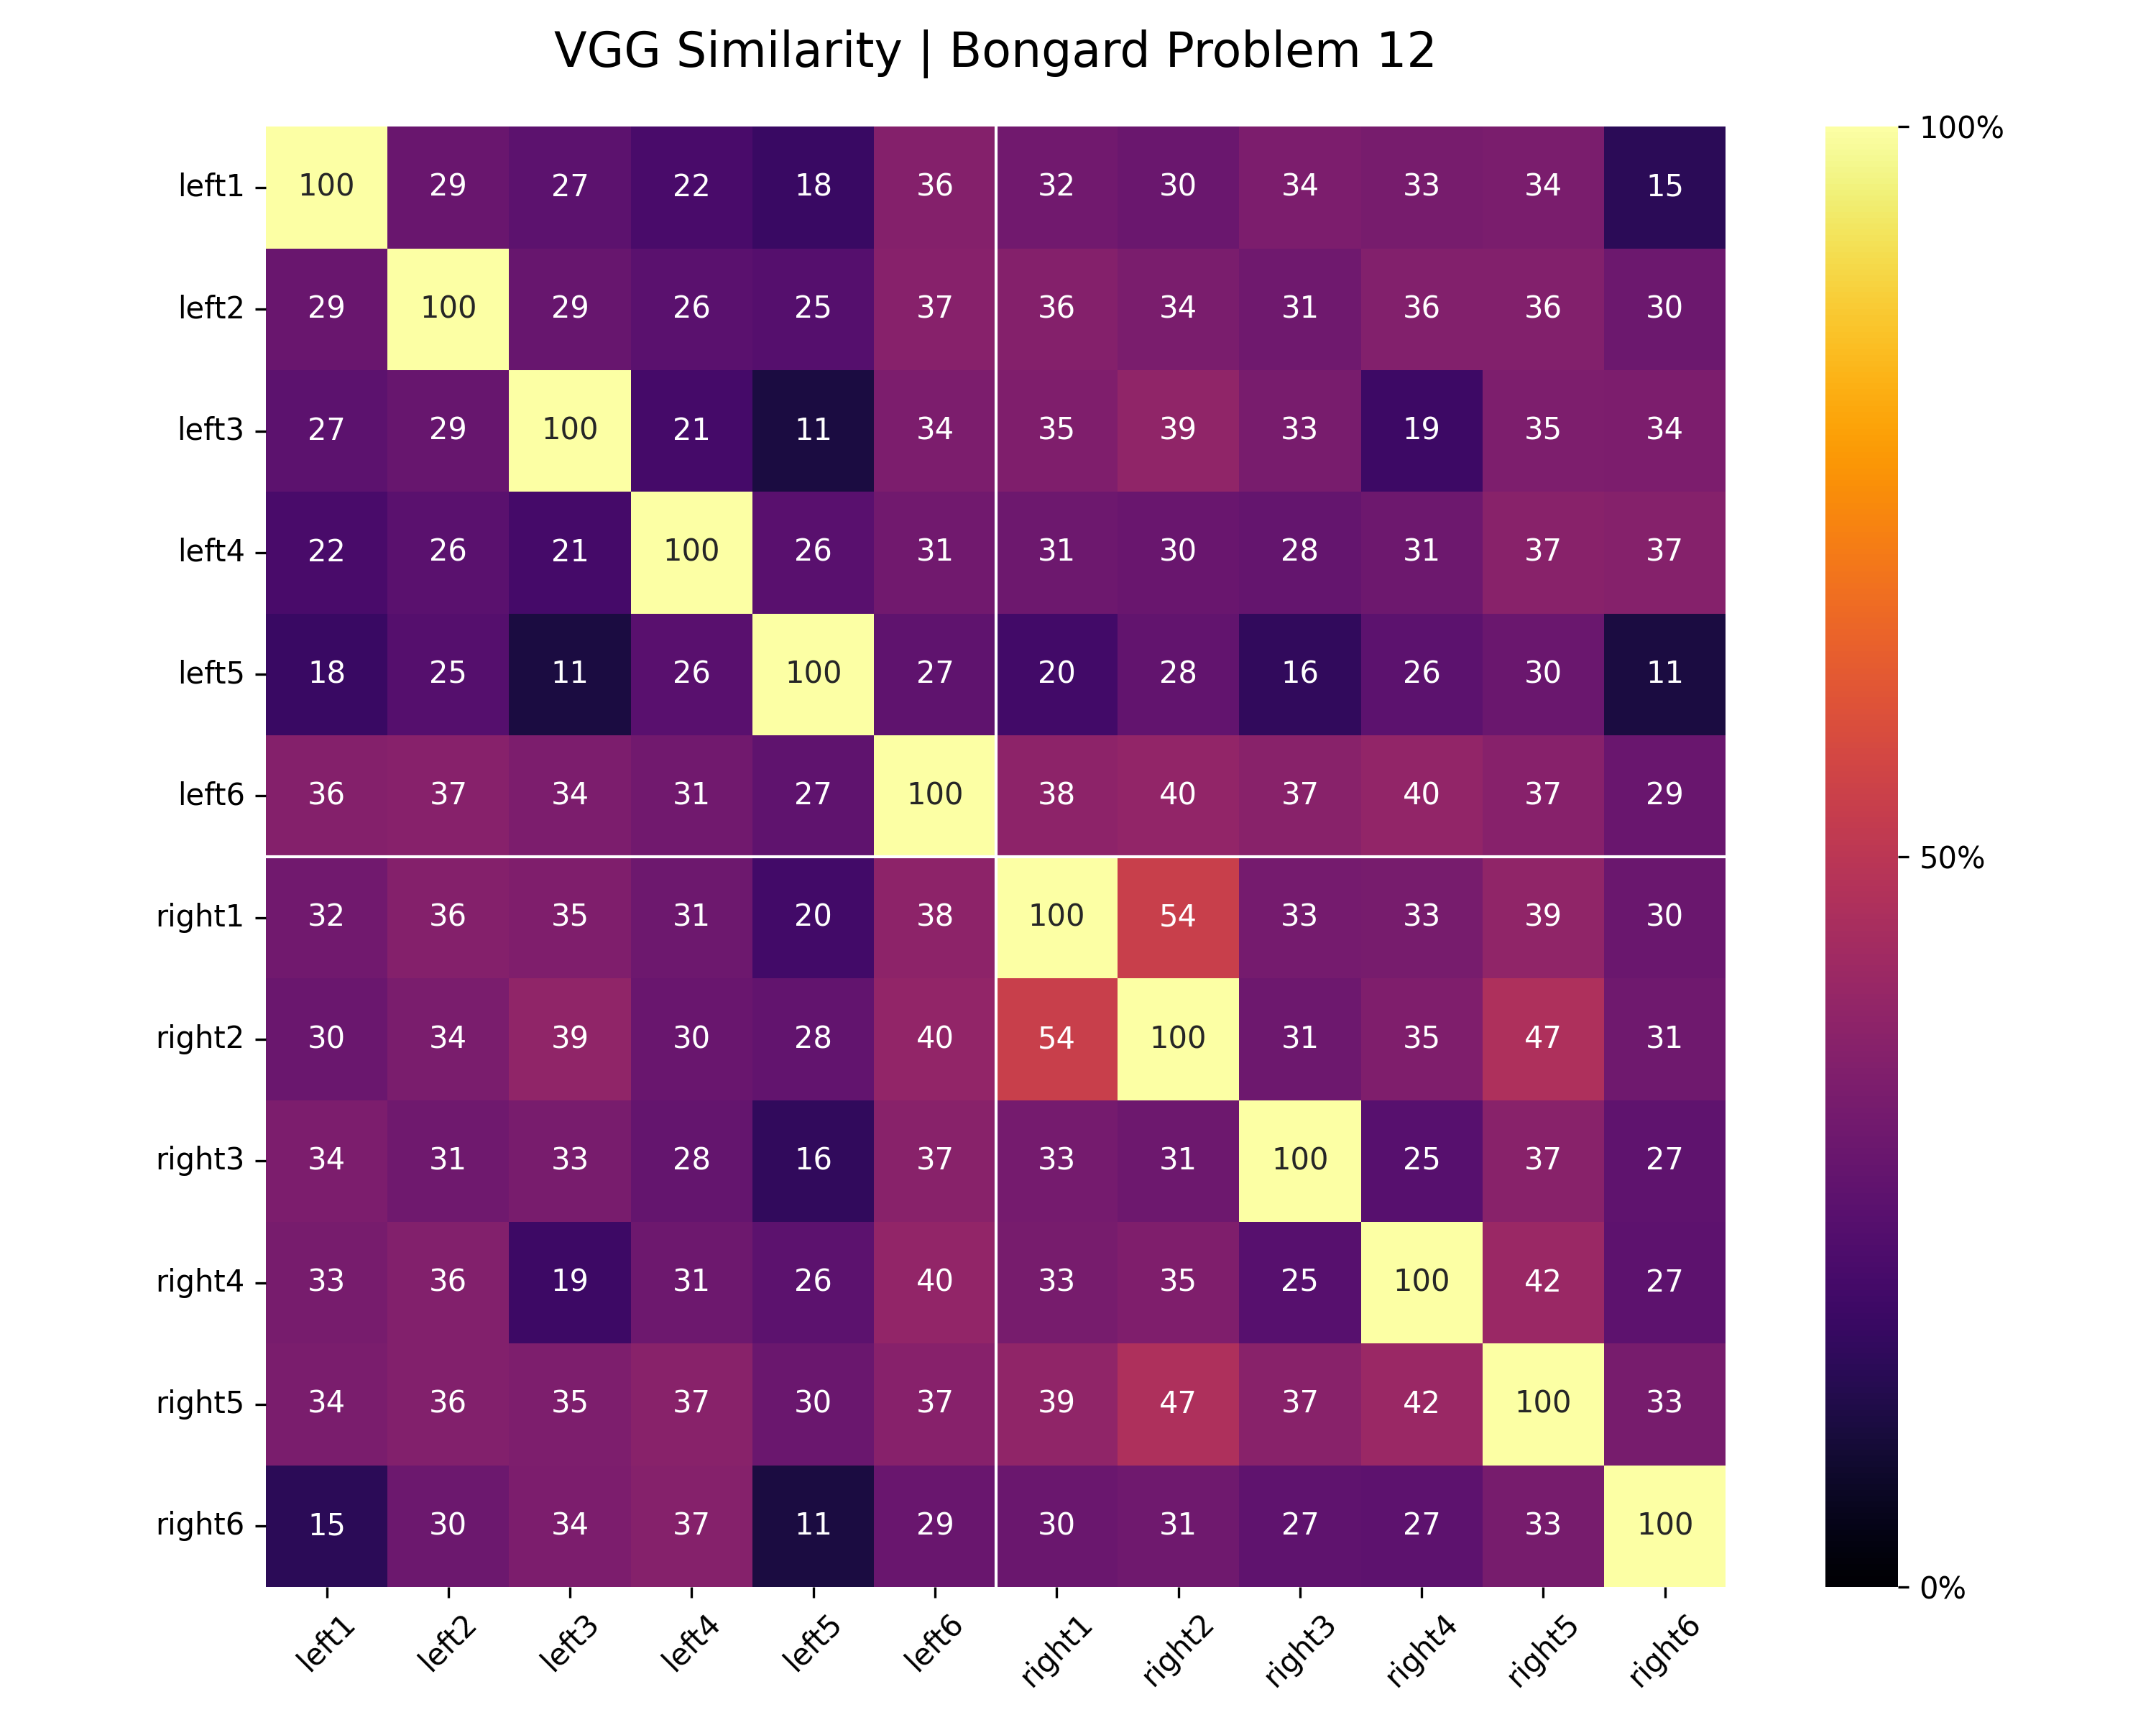 VGG Similarity | Bongard Problem 12
left1 100 29 27 22 18 36 32 30 34 33 34 15
left2 29 100 29 26 25 37 36 34 31 36 36 30
left3 27 29 100 21 11 34 35 39 33 19 35 34
left4 22 26 21 100 26 31 31 30 28 31 37 37
left5 18 25 11 26 100 27 20 28 16 26 30 11
left6 36 37 34 31 27 100 38 40 37 40 37 29
right1 32 36 35 31 20 38 100 54 33 33 39 30
right2 30 34 39 30 28 40 54 100 31 35 47 31
right3 34 31 33 28 16 37 33 31 100 25 37 27
right4 33 36 19 31 26 40 33 35 25 100 42 27
right5 34 36 35 37 30 37 39 47 37 42 100 33
right6 15 30 34 37 11 29 30 31 27 27 33 100
left1 left2 left3 left4 left5 left6 right1 right2 right3 right4 right5 right6
100%
50%
0%